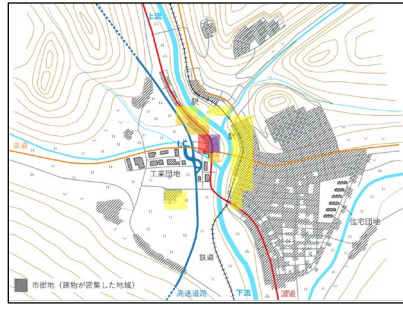 上流
駅
I.C.
県道
工業団地
住宅団地
鉄道
市街地（建物が密集した地域）
高速道路
下流
国道